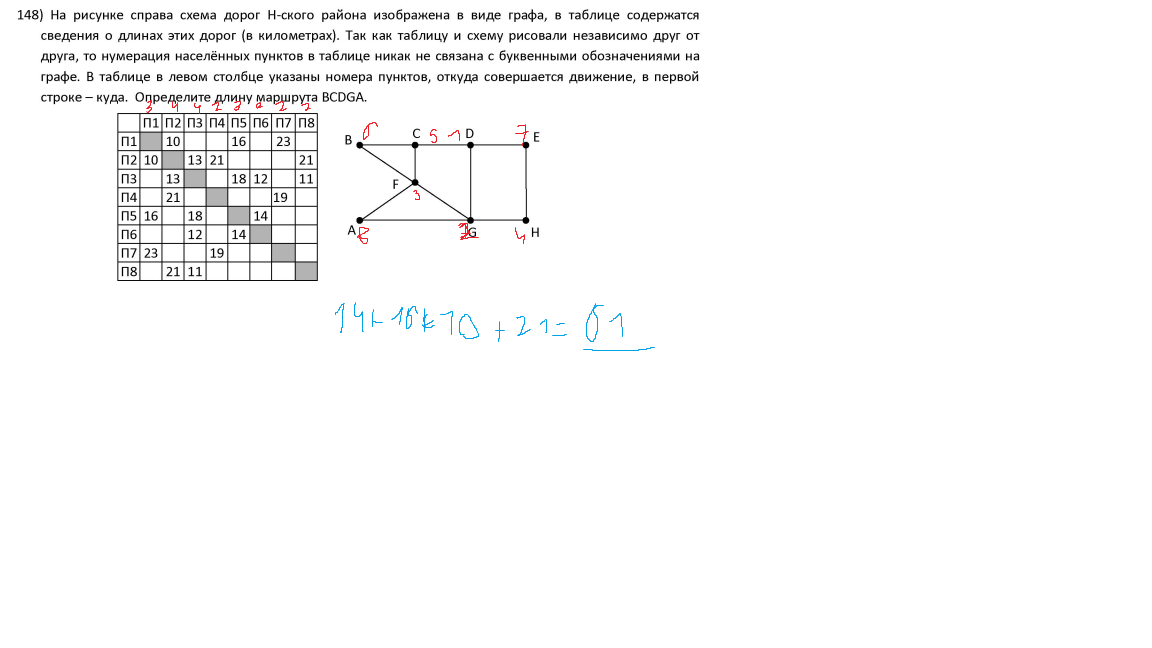 148) На рисунке справа схема дорог Н-ского района изображена в виде графа, в таблице содержатся
сведения о длинах этих дорог (в километрах). Так как таблицу и схему рисовали независимо друг от
друга, то нумерация населённых пунктов в таблице никак не связана с буквенными обозначениями на
графе. В таблице в левом столбце указаны номера пунктов, откуда совершается движение, в первой
строке – куда. Определите длину маршрута BCDGA.
3 4 4 2 3 2 2 2
П1 П2 П3 П4 П5 П6 П7 П8
П1 10 16 23
П2 10 13 21 21
П3 13 18 12 11
П4 21 19
П5 16 18 14
П6 12 14
П7 23 19
П8 21 11
B 6 C 5 1 D 7 E
F 3
A 8 2 G 4 H
14+16+10+21=61